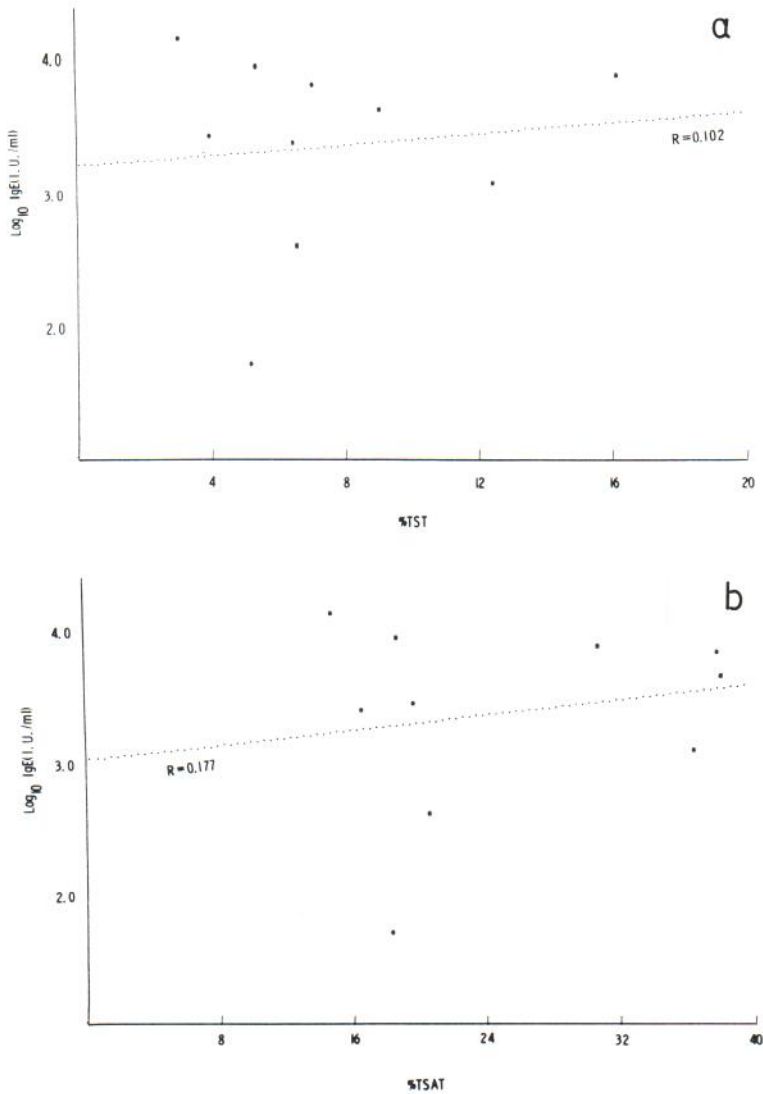 a
4.0
3.0
2.0
Log10 IgE(I. U. /ml)
R=0.102
4 8 12 16 20
%TST
b
4.0
3.0
2.0
Log10 IgE(I. U. /ml)
R=0.177
8 16 24 32 40
%TSAT